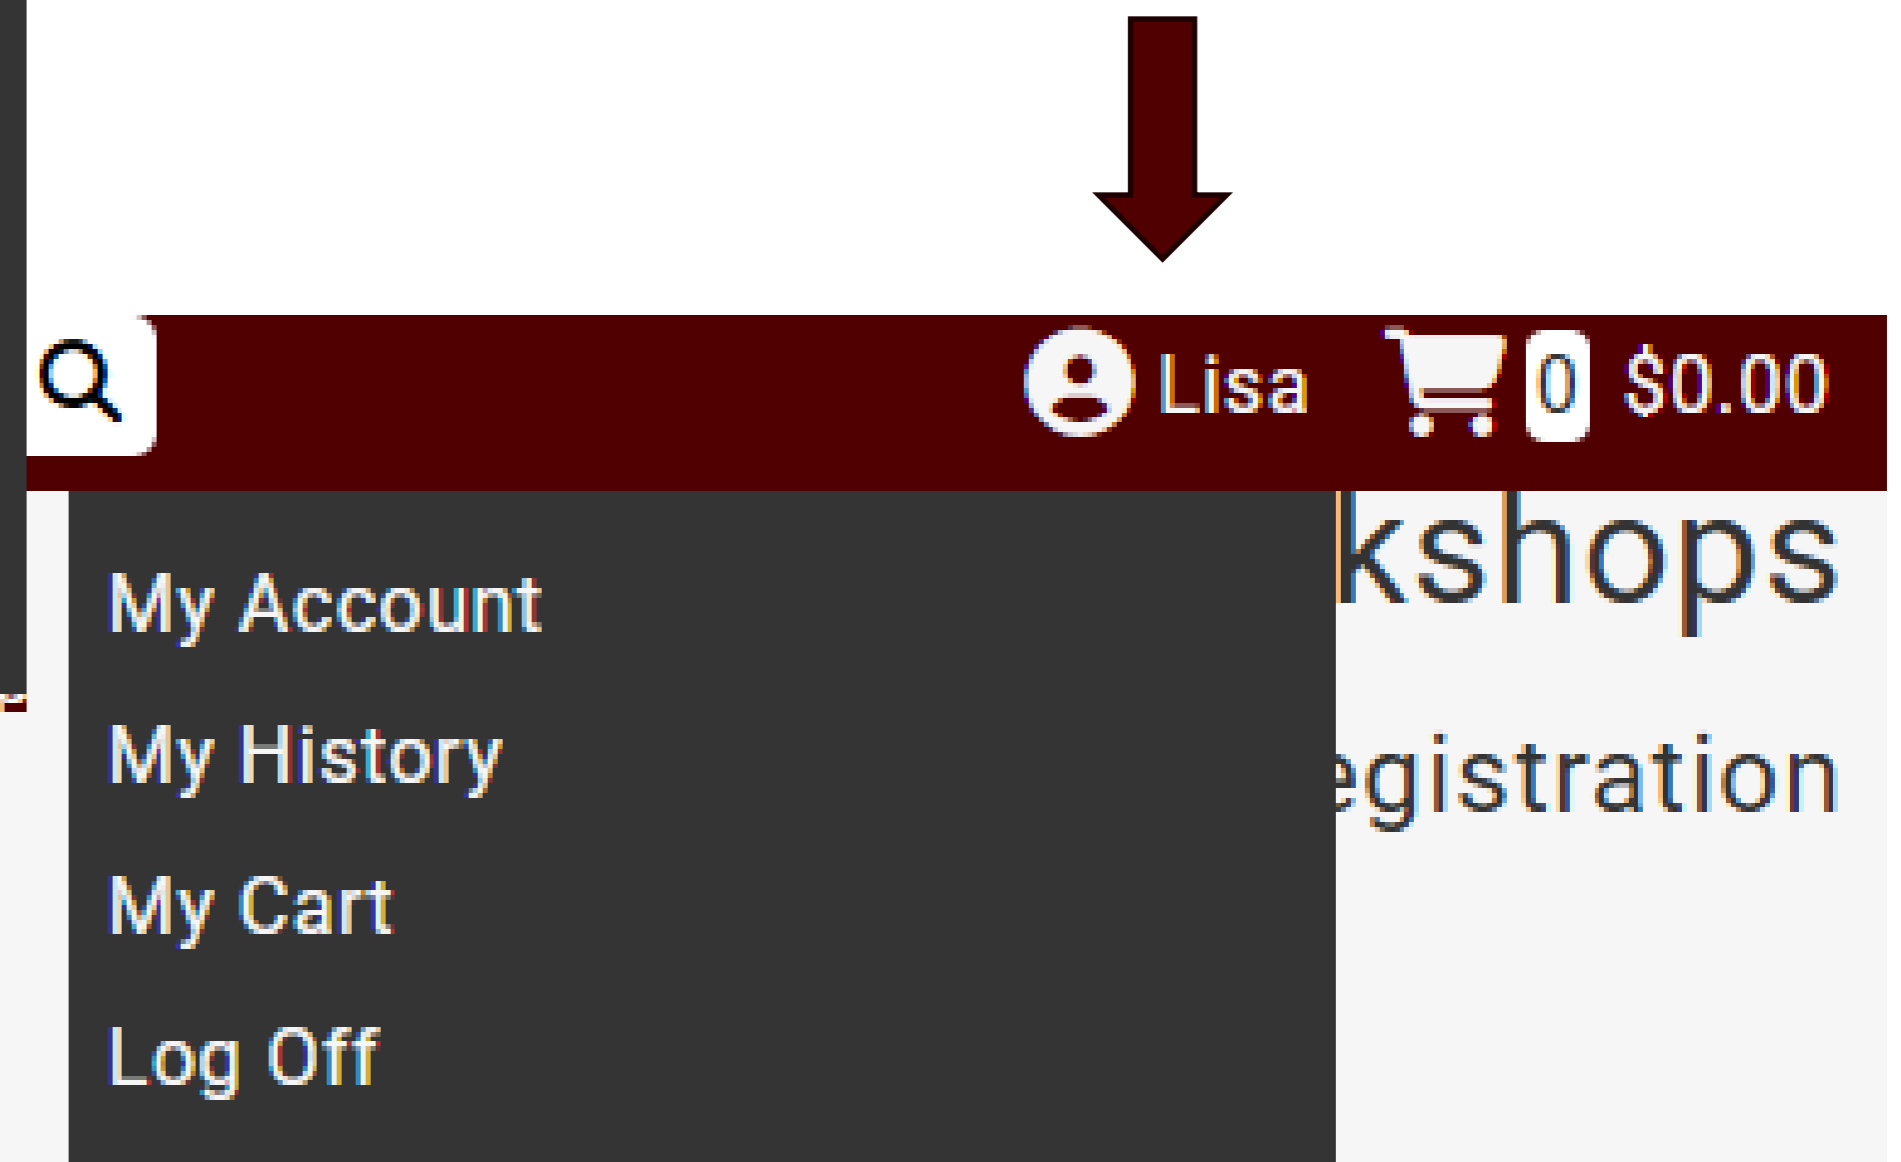 Lisa 0 $0.00
kshops
My Account
My History
egistration
My Cart
Log Off